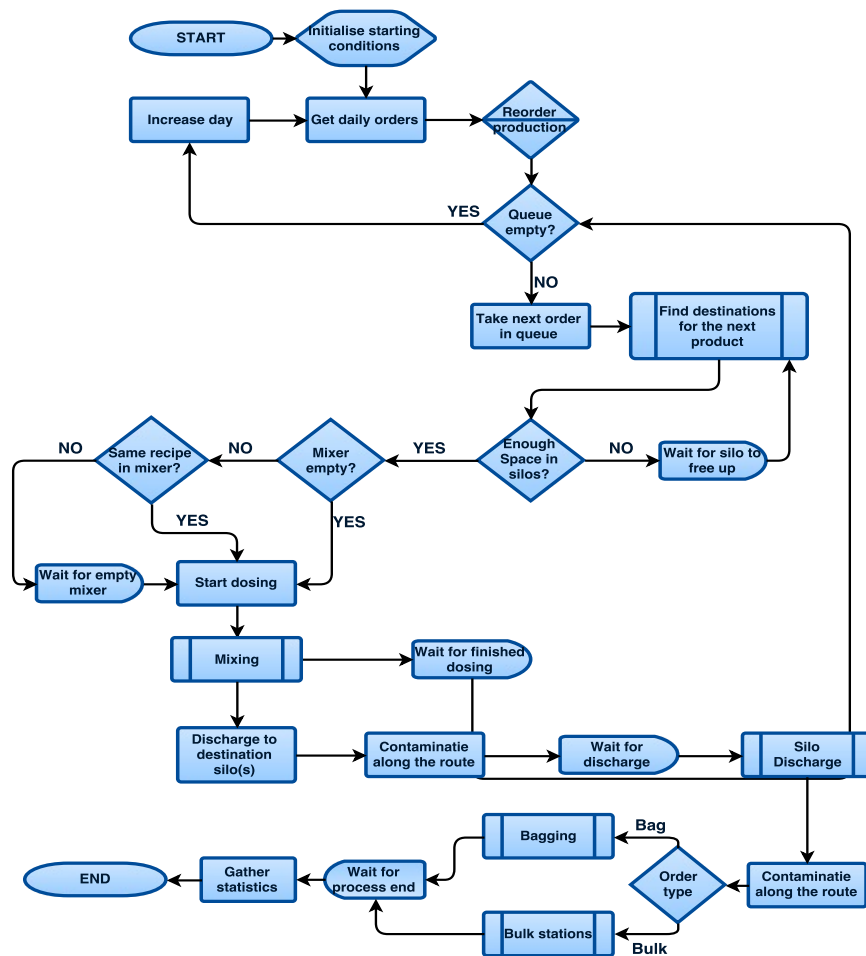 START
Initialise starting
conditions
Increase day
Get daily orders
Reorder
production
YES
Queue
empty?
NO
Take next order
in queue
Find destinations
for the next
product
NO
Same recipe
in mixer?
NO
Mixer
empty?
YES
Enough
Space in
silos?
NO
Wait for silo to
free up
YES
YES
Wait for empty
mixer
Start dosing
Mixing
Wait for finished
dosing
Discharge to
destination
silo(s)
Contaminatie
along the route
Wait for
discharge
Silo
Discharge
Bag
Bagging
END
Gather
statistics
Wait for
process end
Order
type
Contaminatie
along the route
Bulk stations
Bulk